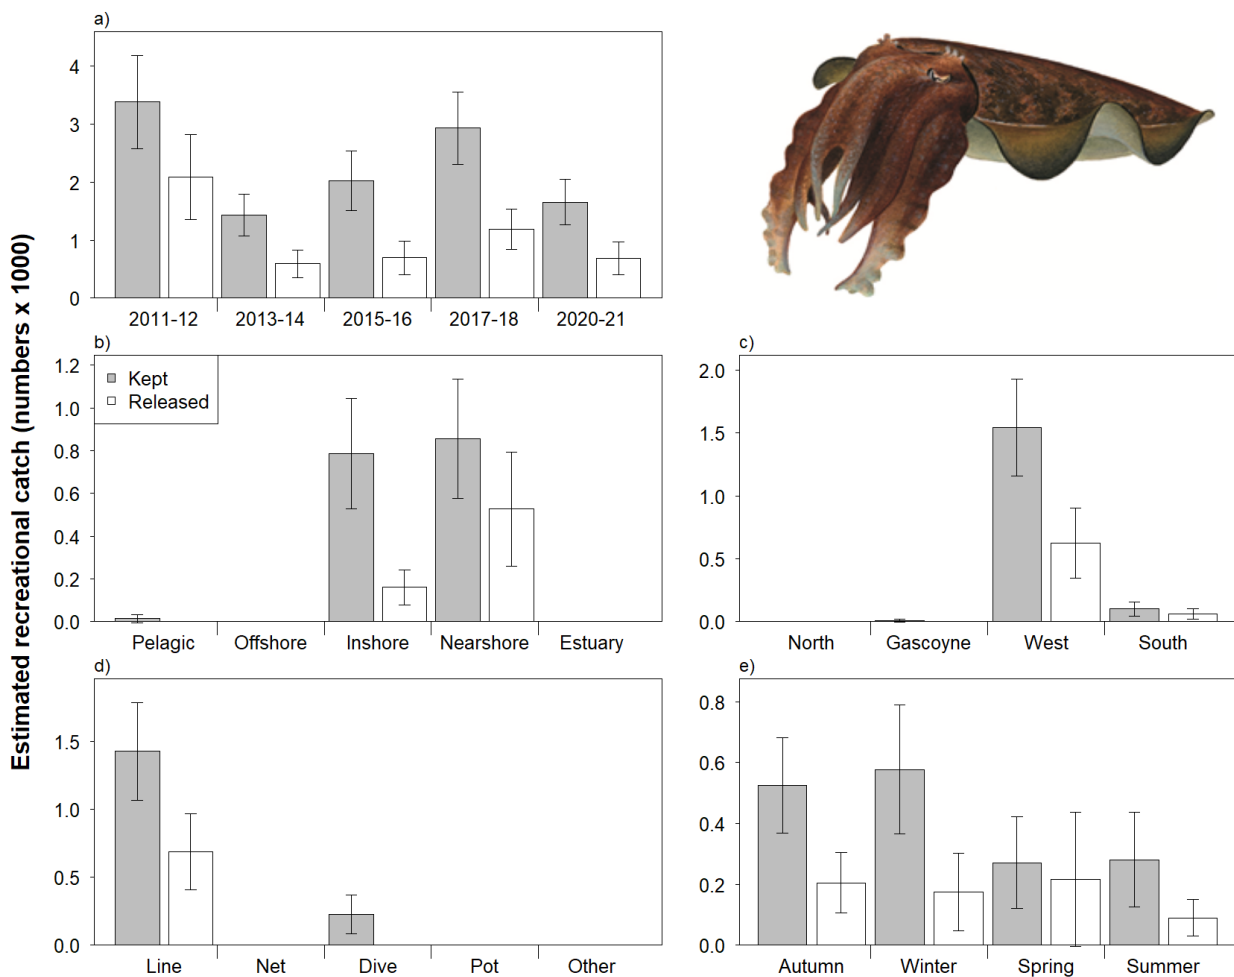 a)
4
3
2
1
0
2011-12 2013-14 2015-16 2017-18 2020-21
Estimated recreational catch (numbers x 1000)
b)
Kept
Released
1.2
1.0
0.8
0.6
0.4
0.2
0.0
Pelagic Offshore Inshore Nearshore Estuary
c)
2.0
1.5
1.0
0.5
0.0
North Gascoyne West South
d)
1.5
1.0
0.5
0.0
Line Net Dive Pot Other
e)
0.8
0.6
0.4
0.2
0.0
Autumn Winter Spring Summer